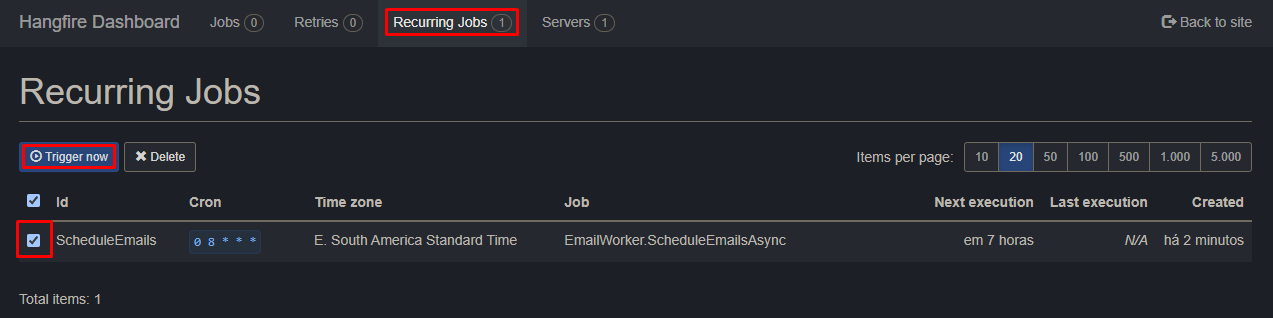 Hangfire Dashboard Jobs 0 Retries 0 Recurring Jobs 1 Servers 1 Back to site
Recurring Jobs
Trigger now Delete Items per page: 10 20 50 100 500 1.000 5.000
Id Cron Time zone Job Next execution Last execution Created
ScheduleEmails 0 8 * * * E. South America Standard Time EmailWorker.ScheduleEmailsAsync em 7 horas N/A há 2 minutos
Total items: 1